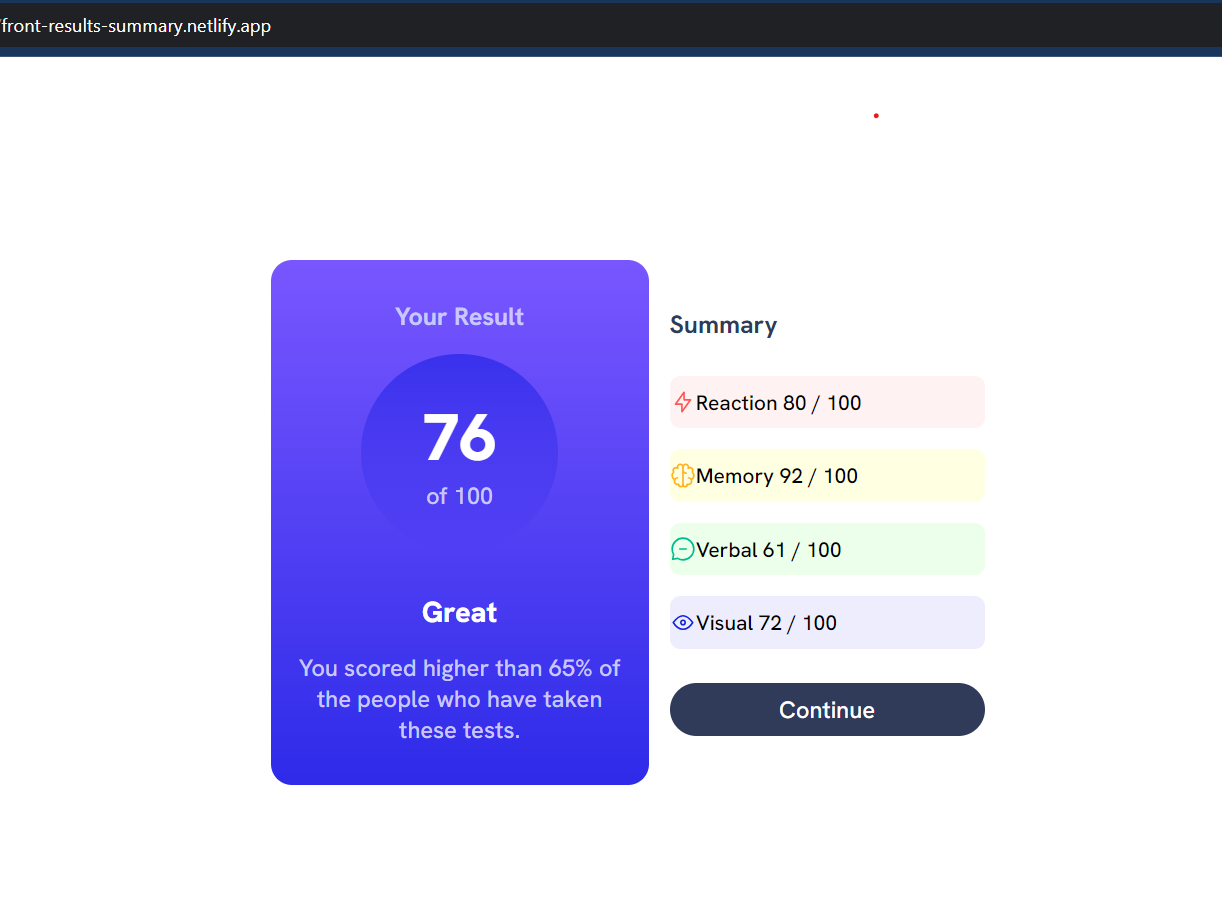 front-results-summary.netlify.app
Your Result
76
of 100
Great
You scored higher than 65% of
the people who have taken
these tests.
Summary
Reaction 80 / 100
Memory 92 / 100
Verbal 61 / 100
Visual 72 / 100
Continue